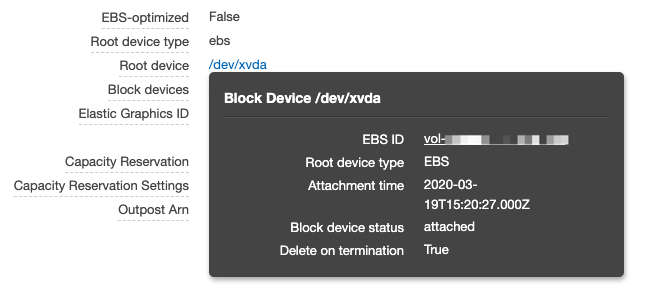 EBS-optimized False
Root device type ebs
Root device /dev/xvda
Block devices
Elastic Graphics ID
Capacity Reservation
Capacity Reservation Settings
Outpost Arn
Block Device /dev/xvda
EBS ID vol-
Root device type EBS
Attachment time 2020-03-
19T15:20:27.000Z
Block device status attached
Delete on termination True